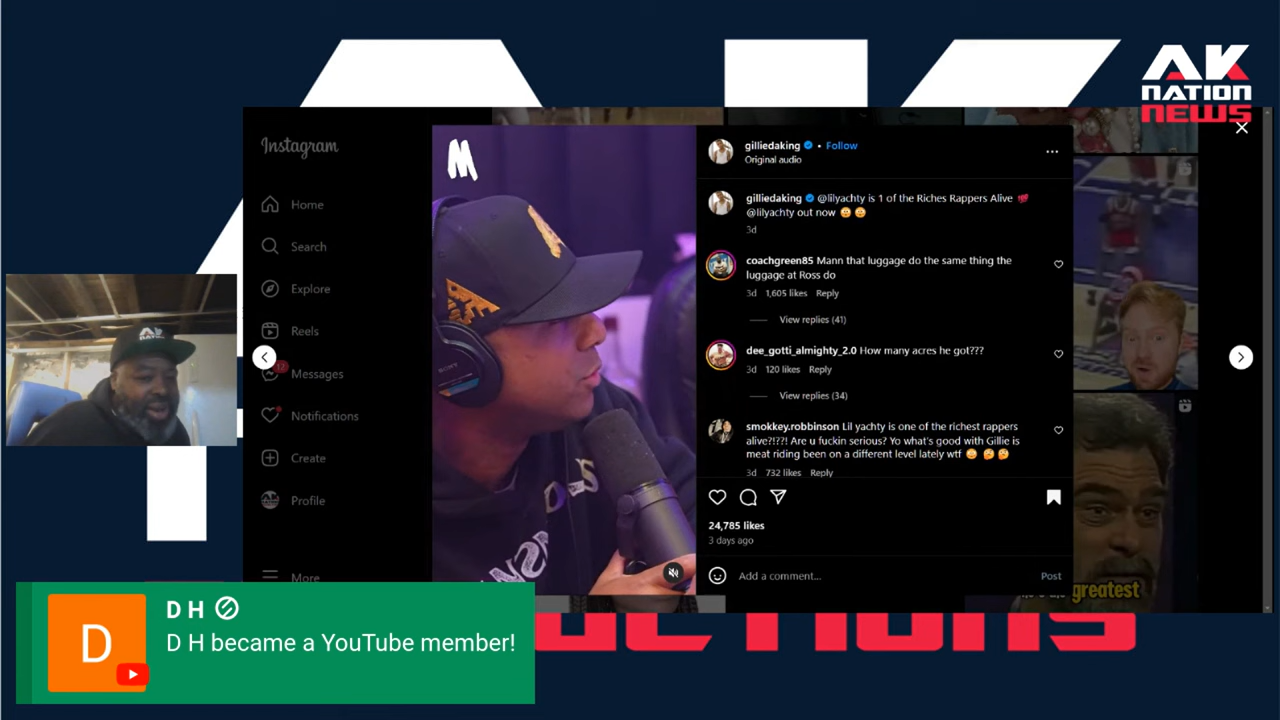 AK
NATION
NEWS
Instagram
Home
Search
Explore
Reels
12
Messages
Notifications
Create
Profile
More
M
SONY
gilliedaking • Follow
Original audio
gilliedaking @lilyachty is 1 of the Riches Rappers Alive 💯
@lilyachty out now
3d
coachgreen85 Mann that luggage do the same thing the
luggage at Ross do
3d 1,605 likes Reply
View replies (41)
dee_gotti_almighty_2.0 How many acres he got???
3d 120 likes Reply
View replies (34)
smokkey.robbinson Lil yachty is one of the richest rappers
alive?!??! Are u fuckin serious? Yo what's good with Gillie is
meat riding been on a different level lately wtf
3d 732 likes Reply
24,785 likes
3 days ago
Add a comment...
Post
greatest
D
D H
D H became a YouTube member!